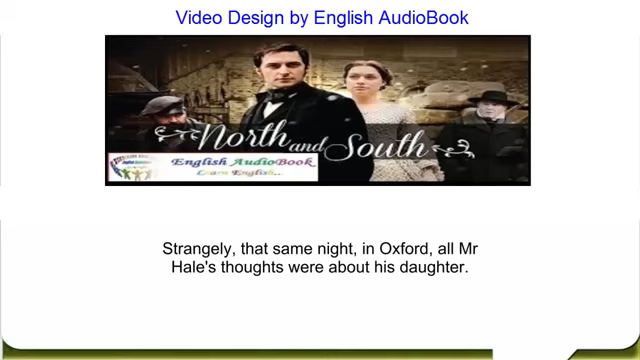 Video Design by English AudioBook
North and South
English AudioBook
Learn English...
Strangely, that same night, in Oxford, all Mr
Hale's thoughts were about his daughter.